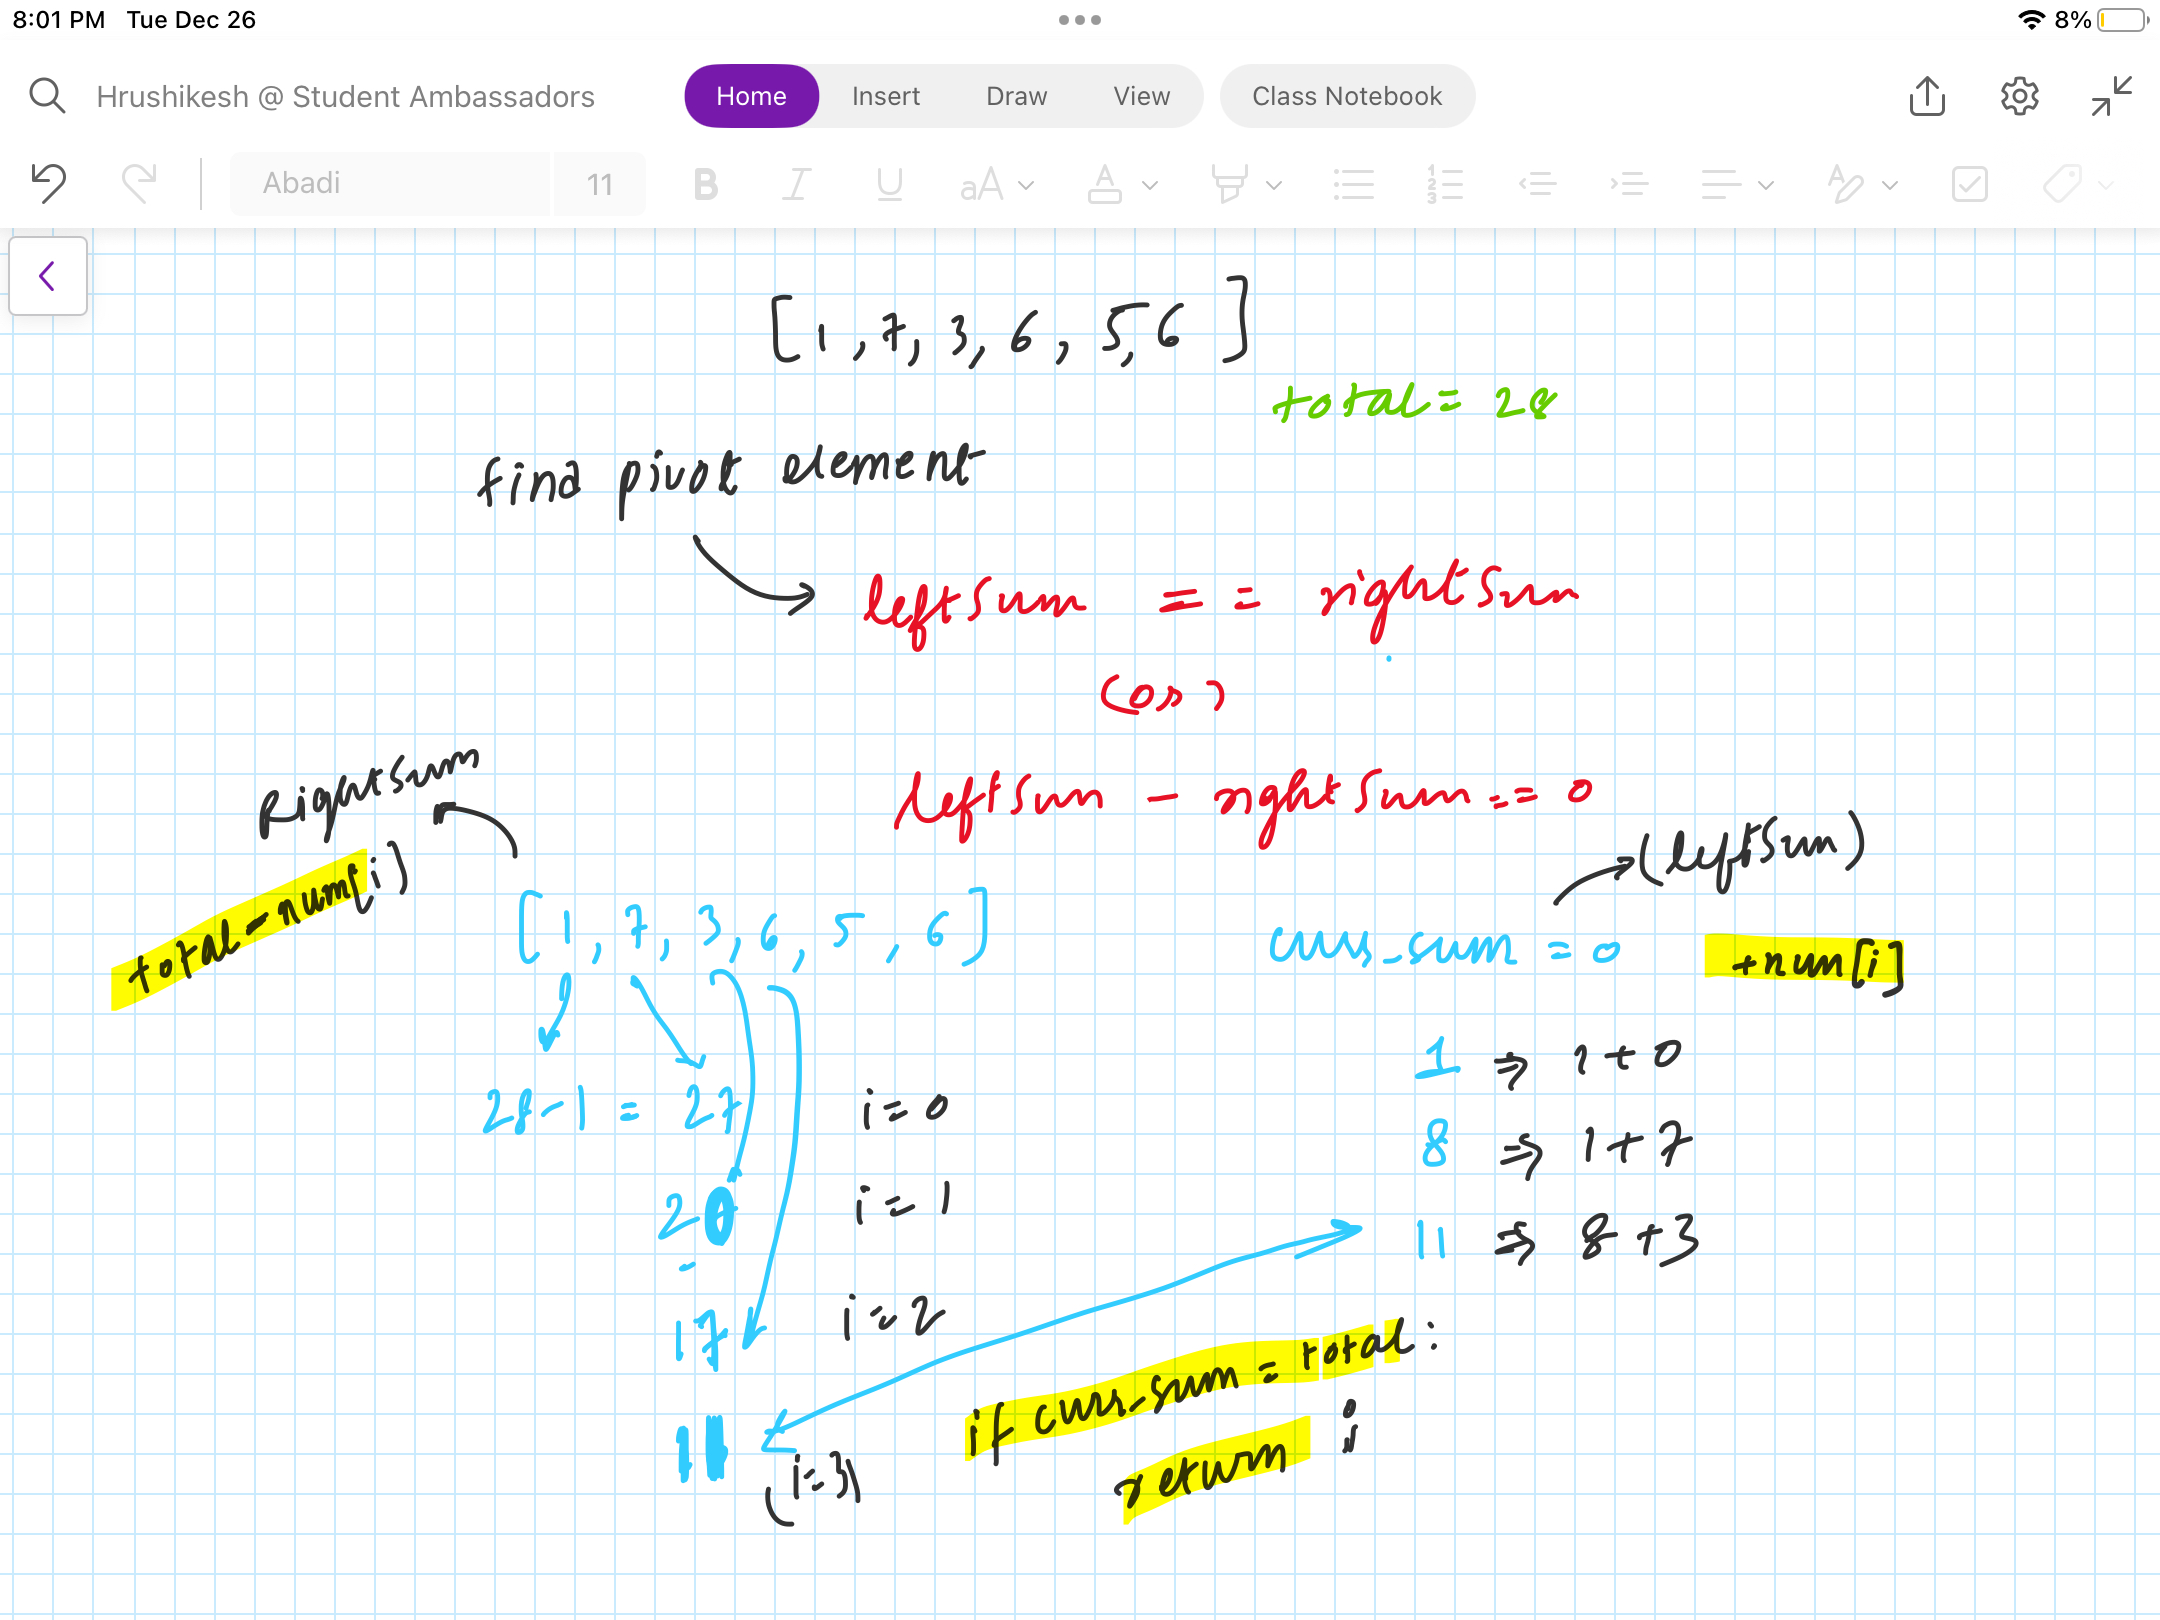 8:01 PM Tue Dec 26 8%
Hrushikesh @ Student Ambassadors Home Insert Draw View Class Notebook
Abadi 11 B I U aA A
[1, 7, 3, 6, 5, 6]
total = 28
find pivot element
leftsum == rightsum
(or)
leftsum - rightsum == 0
Rightsum
(leftsum)
total - num[i)
[1, 7, 3, 6, 5, 6]
curr_sum = 0 +num[i]
1 ⇒ 1 + 0
28 - 1 = 27 i = 0
8 ⇒ 1 + 7
20 i = 1
11 ⇒ 8 + 3
17 i = 2
if curr_sum = total :
11 (i = 3)
return i